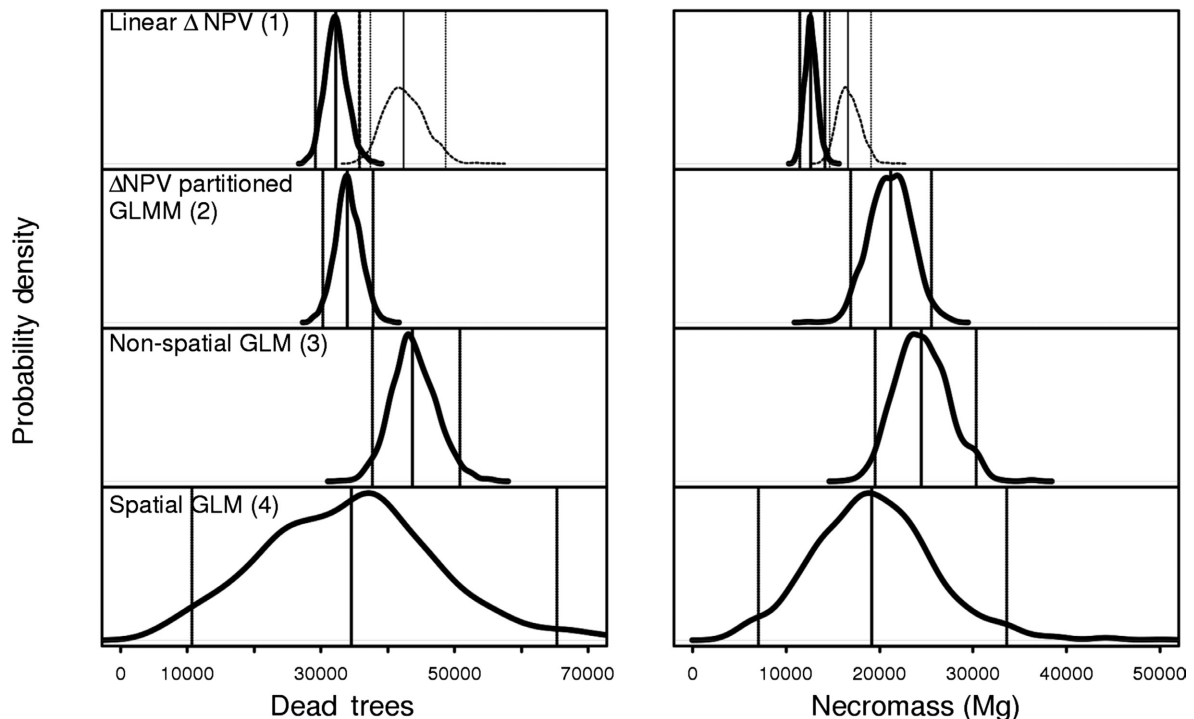 Linear Δ NPV (1)
ΔNPV partitioned
GLMM (2)
Non-spatial GLM (3)
Spatial GLM (4)
Probability density
0 10000 30000 50000 70000
0 10000 20000 30000 40000 50000
Dead trees
Necromass (Mg)